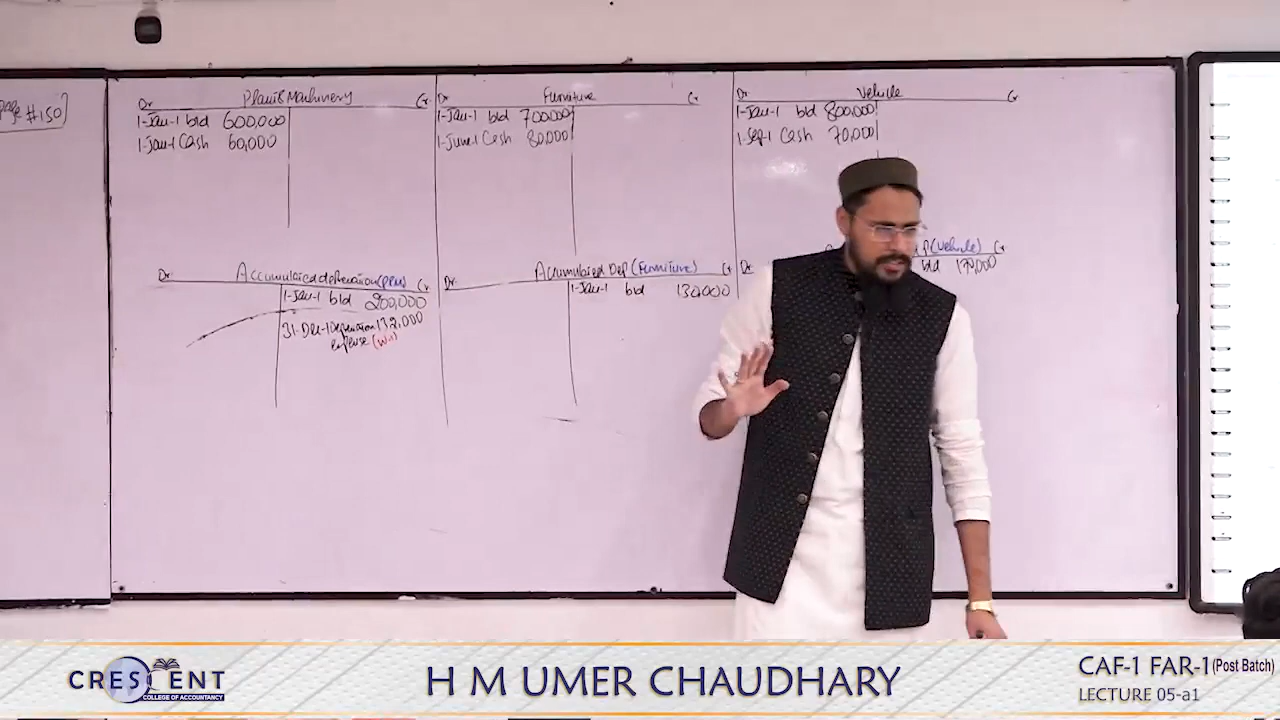 page #150
Dr Plant & Machinery Cr
1-Jan-1 b/d 600,000
1-Jan-1 Cash 60,000
Dr Furniture Cr
1-Jan-1 b/d 700,000
1-June-1 Cash 80,000
Dr Vehicle Cr
1-Jan-1 b/d 800,000
1-Sep-1 Cash 70,000
Dr Accumulated depreciation (PPM) Cr
1-Jan-1 b/d 200,000
31-Dec-1 Depreciation 132,000
expense (W.1)
Dr Accumulated Dep (Furniture) Cr
1-Jan-1 b/d 130,000
Dr (Vehicle) Cr
b/d 170,000
CRESCENT
COLLEGE OF ACCOUNTANCY
H M UMER CHAUDHARY
CAF-1 FAR-1 (Post Batch)
LECTURE 05-a1